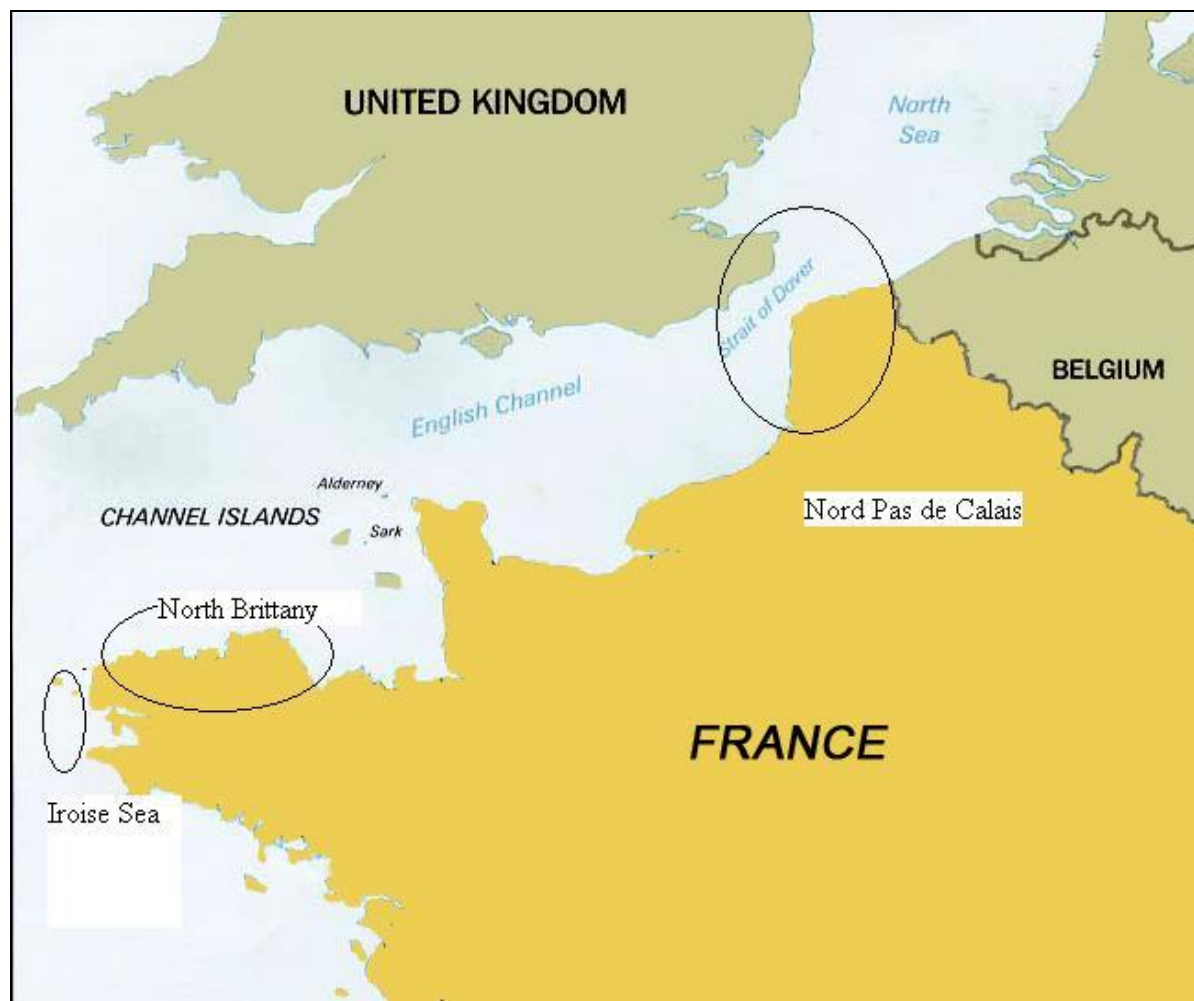 UNITED KINGDOM
North
Sea
Strait of Dover
BELGIUM
English Channel
Alderney
CHANNEL ISLANDS
Sark
Nord Pas de Calais
North Brittany
FRANCE
Iroise Sea